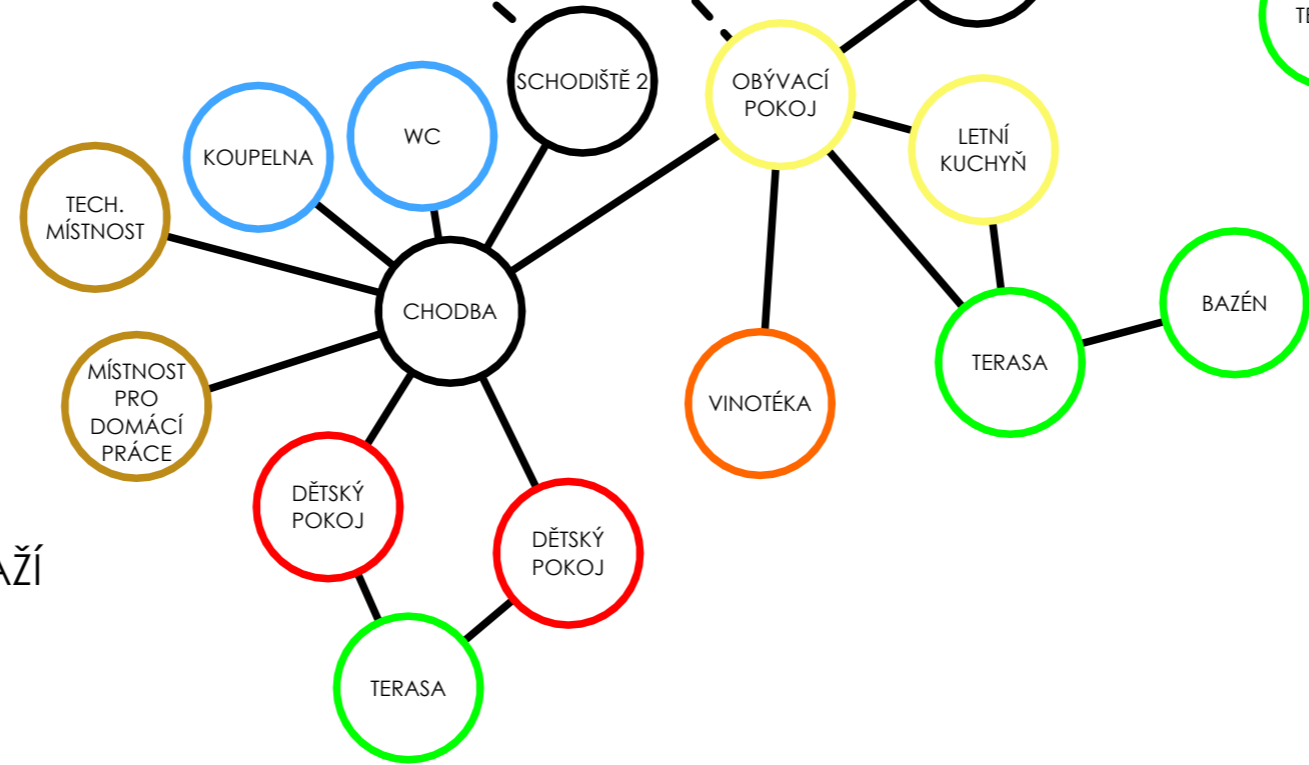 SCHODIŠTĚ 2
OBÝVACÍ
POKOJ
WC
LETNÍ
KUCHYŇ
KOUPELNA
TECH.
MÍSTNOST
CHODBA
BAZÉN
TERASA
MÍSTNOST
PRO
DOMÁCÍ
PRÁCE
VINOTÉKA
DĚTSKÝ
POKOJ
DĚTSKÝ
POKOJ
AŽÍ
TERASA